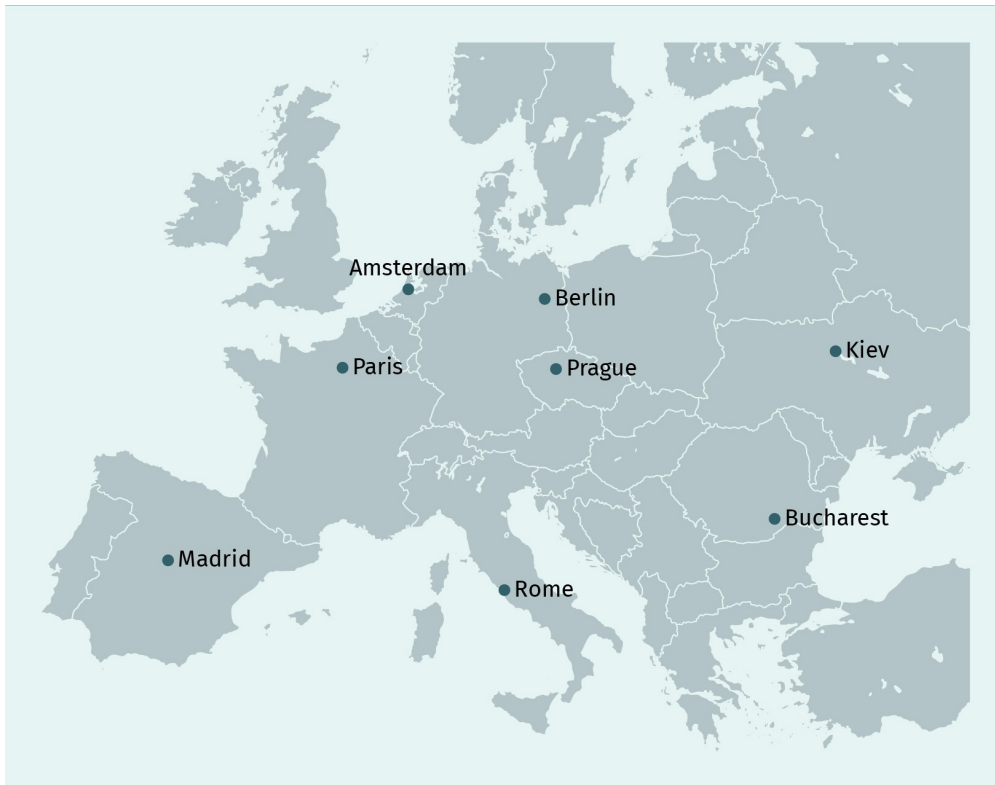 Amsterdam
Berlin
Kiev
Paris
Prague
Bucharest
Madrid
Rome